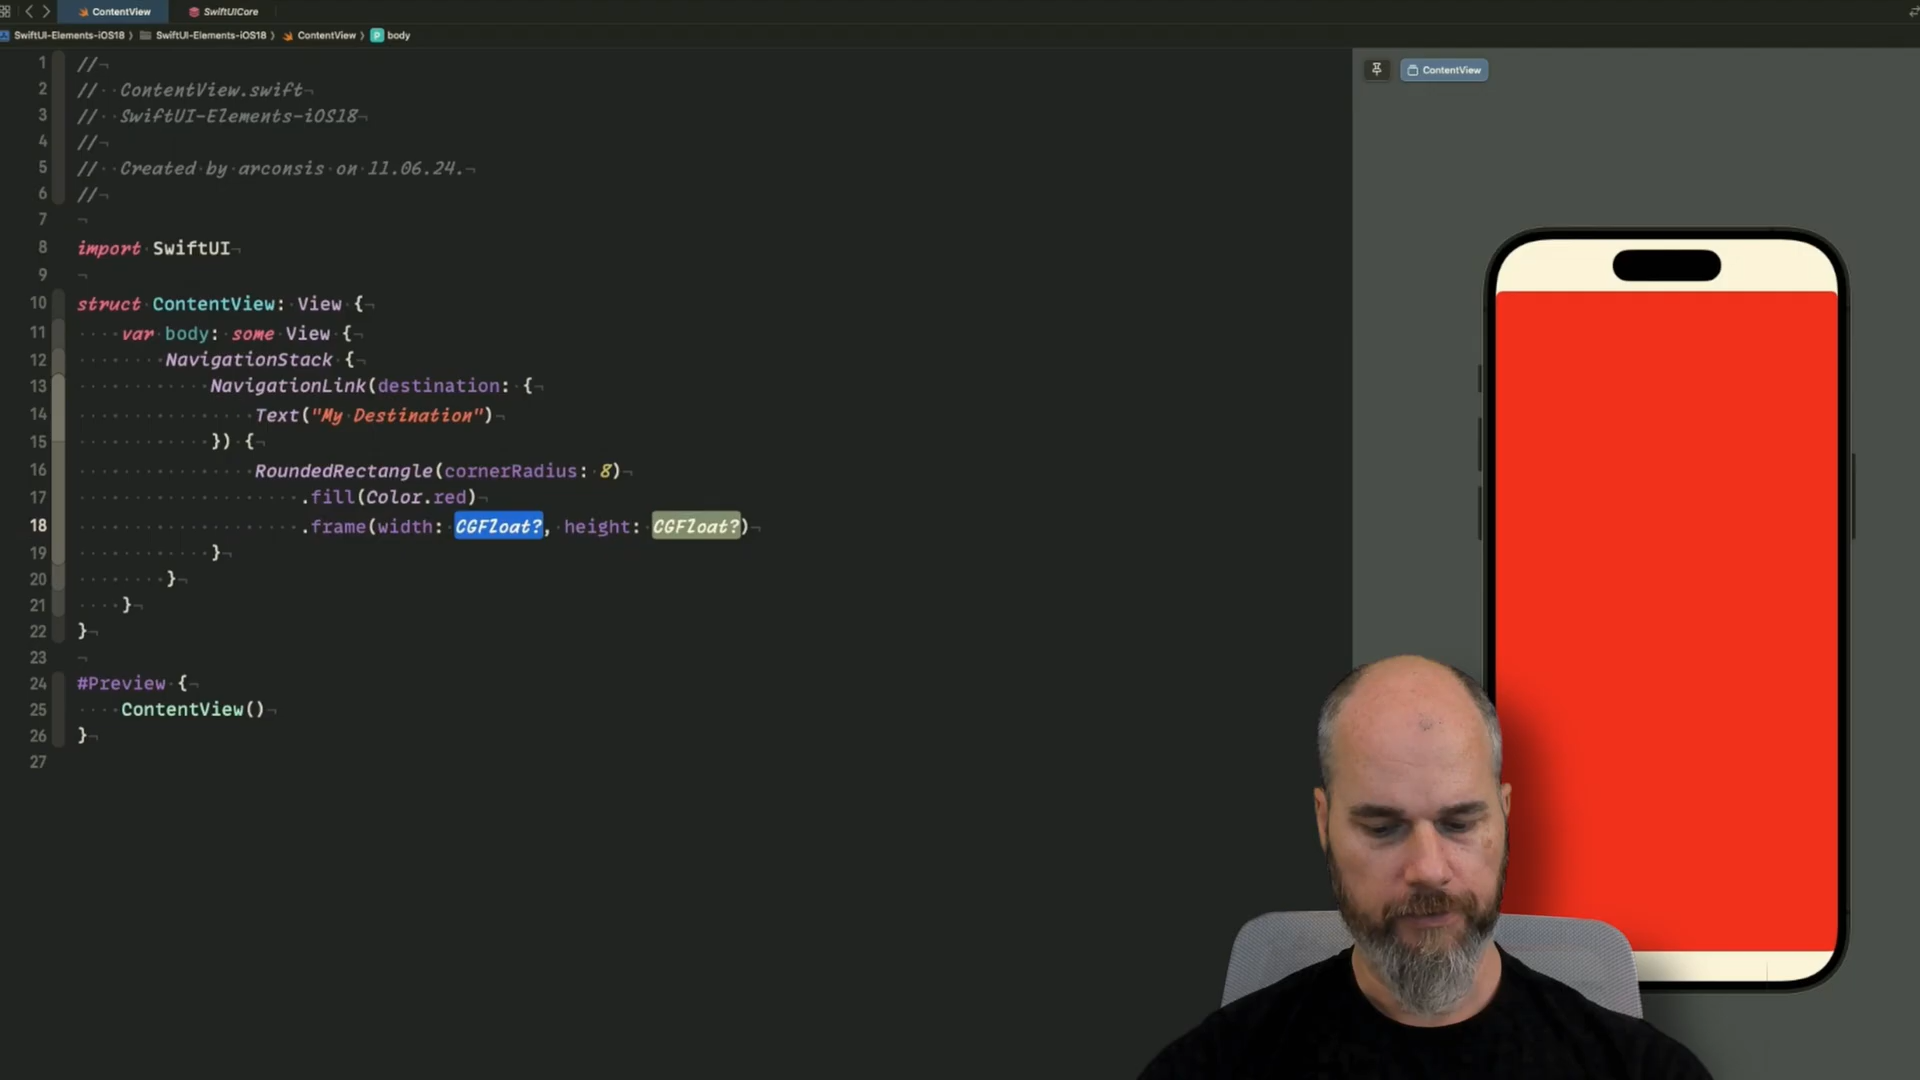 ContentView
SwiftUICore
SwiftUI-Elements-iOS18 〉 SwiftUI-Elements-iOS18 〉 ContentView 〉 P body
ContentView
1 //
2 // ContentView.swift
3 // SwiftUI-Elements-iOS18
4 //
5 // Created by arconsis on 11.06.24.
6 //
7
8 import SwiftUI
9
10 struct ContentView: View {
11 var body: some View {
12 NavigationStack {
13 NavigationLink(destination: {
14 Text("My Destination")
15 }) {
16 RoundedRectangle(cornerRadius: 8)
17 .fill(Color.red)
18 .frame(width: CGFloat?, height: CGFloat?)
19 }
20 }
21 }
22 }
23
24 #Preview {
25 ContentView()
26 }
27